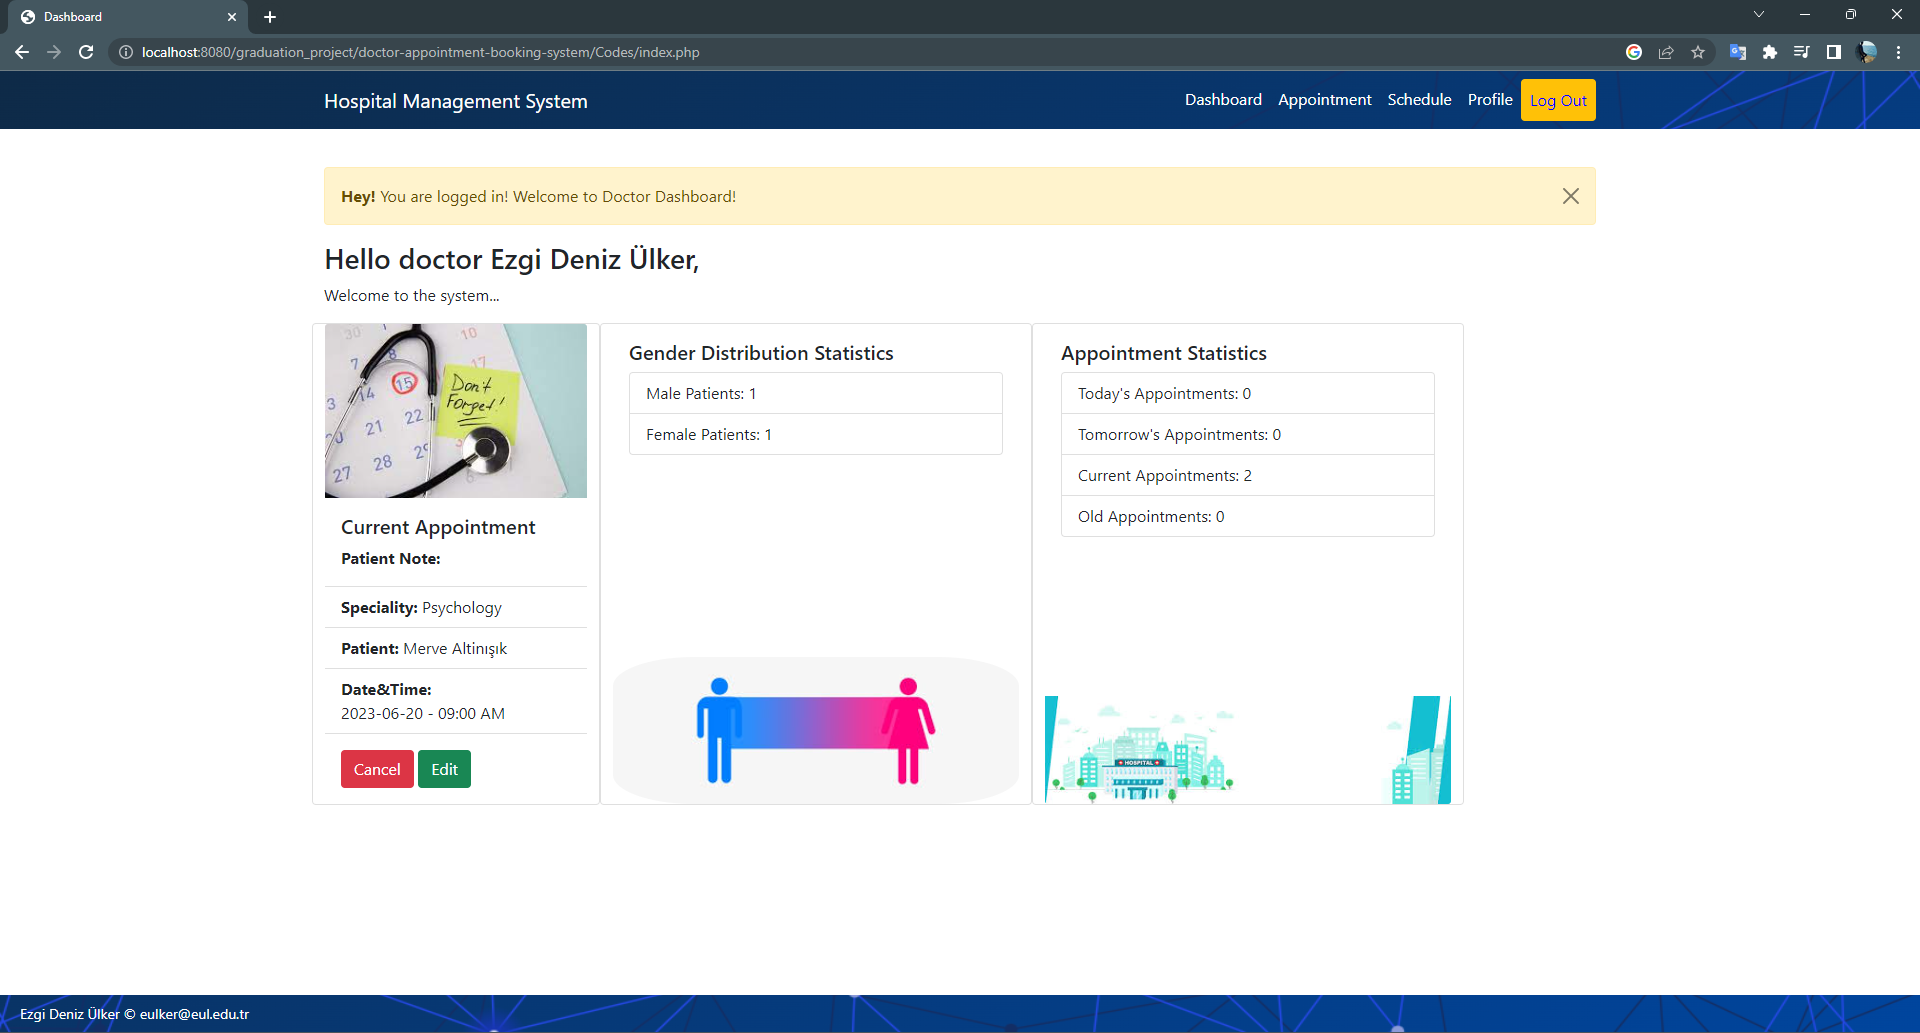 Dashboard
localhost:8080/graduation_project/doctor-appointment-booking-system/Codes/index.php
Hospital Management System
Dashboard Appointment Schedule Profile Log Out
Hey! You are logged in! Welcome to Doctor Dashboard!
Hello doctor Ezgi Deniz Ülker,
Welcome to the system...
30 1 10
7 8 17
15
Don't
Forget!
3 14
22
21
29
28
27
6
Current Appointment
Patient Note:
Speciality: Psychology
Patient: Merve Altinışık
Date&Time:
2023-06-20 - 09:00 AM
Cancel Edit
Gender Distribution Statistics
Male Patients: 1
Female Patients: 1
Appointment Statistics
Today's Appointments: 0
Tomorrow's Appointments: 0
Current Appointments: 2
Old Appointments: 0
HOSPITAL
Ezgi Deniz Ülker © eulker@eul.edu.tr